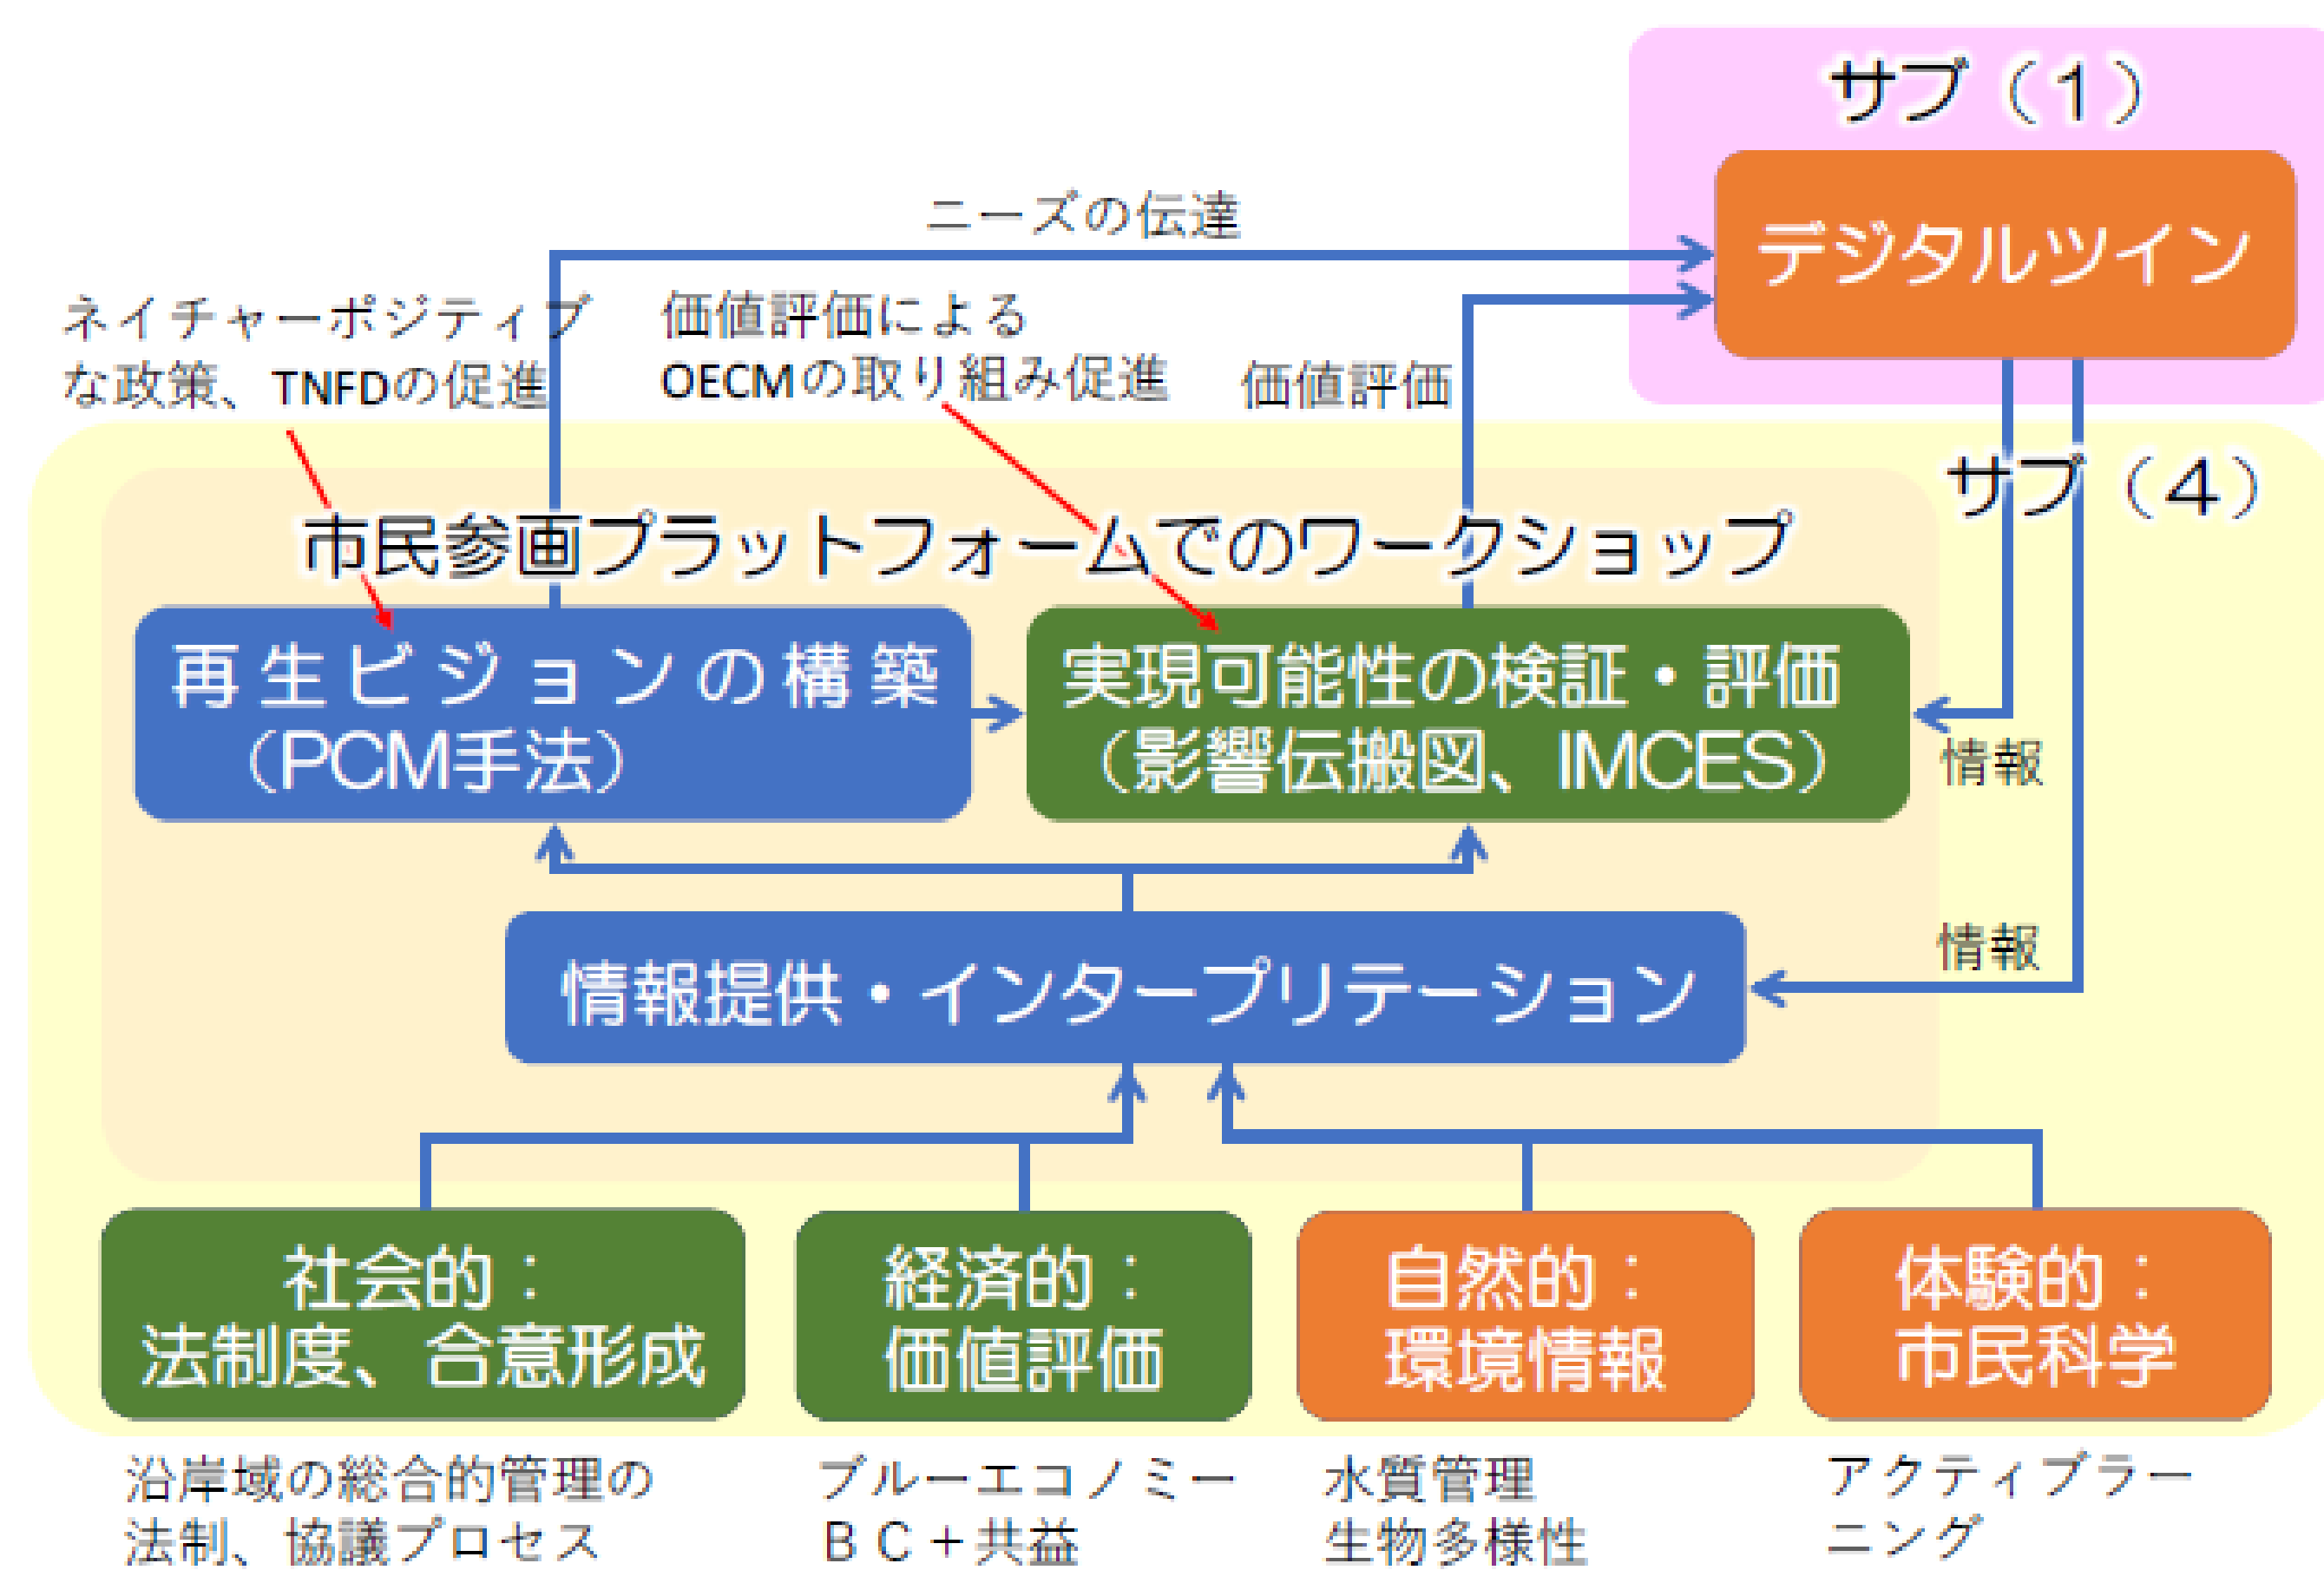 サブ（1）
デジタルツイン
ニーズの伝達
ネイチャーポジティブ
な政策、TNFDの促進
価値評価による
OECMの取り組み促進
価値評価
サブ（4）
市民参画プラットフォームでのワークショップ
再生ビジョンの構築
（PCM手法）
実現可能性の検証・評価
（影響伝搬図、IMCES）
情報
情報提供・インタープリテーション
情報
社会的：
法制度、合意形成
経済的：
価値評価
自然的：
環境情報
体験的：
市民科学
沿岸域の総合的管理の
法制、協議プロセス
ブルーエコノミー
ＢＣ＋共益
水質管理
生物多様性
アクティブラー
ニング